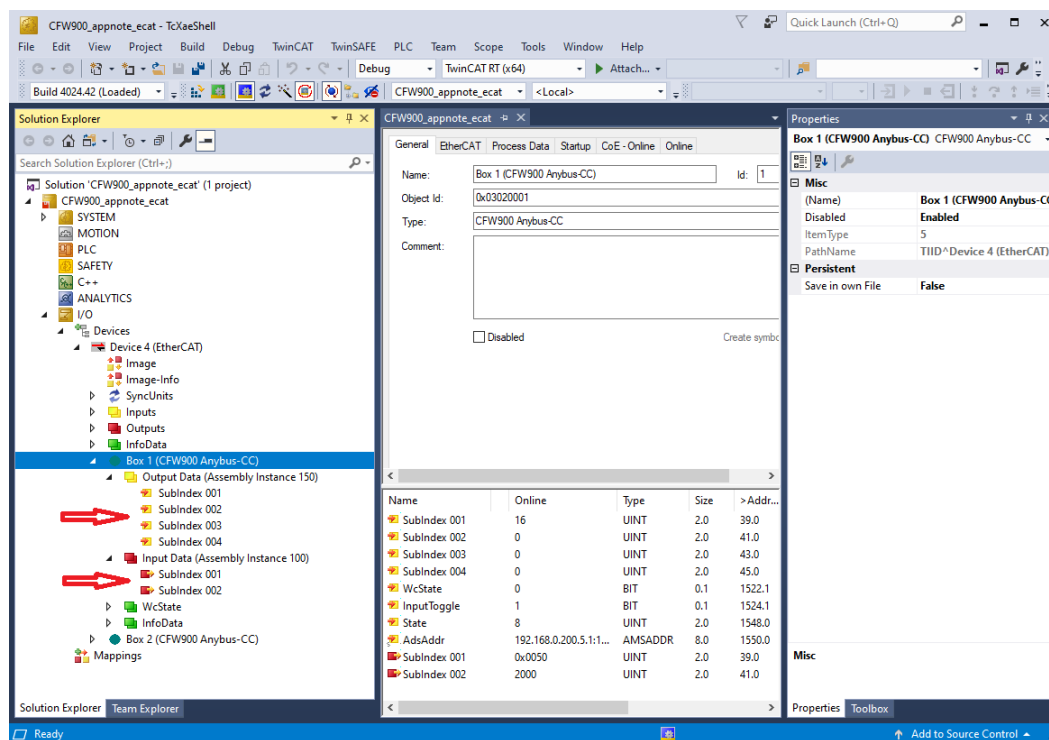 CFW900_appnote_ecat - TcXaeShell
Quick Launch (Ctrl+Q)
File Edit View Project Build Debug TwinCAT TwinSAFE PLC Team Scope Tools Window Help
Debug TwinCAT RT (x64) Attach...
Build 4024.42 (Loaded) CFW900_appnote_ecat <Local>
Solution Explorer
Search Solution Explorer (Ctrl+;)
Solution 'CFW900_appnote_ecat' (1 project)
CFW900_appnote_ecat
SYSTEM
MOTION
PLC
SAFETY
C++
ANALYTICS
I/O
Devices
Device 4 (EtherCAT)
Image
Image-Info
SyncUnits
Inputs
Outputs
InfoData
Box 1 (CFW900 Anybus-CC)
Output Data (Assembly Instance 150)
SubIndex 001
SubIndex 002
SubIndex 003
SubIndex 004
Input Data (Assembly Instance 100)
SubIndex 001
SubIndex 002
WcState
InfoData
Box 2 (CFW900 Anybus-CC)
Mappings
Solution Explorer Team Explorer
CFW900_appnote_ecat
General EtherCAT Process Data Startup CoE - Online Online
Name: Box 1 (CFW900 Anybus-CC) Id: 1
Object Id: 0x03020001
Type: CFW900 Anybus-CC
Comment:
Disabled Create symbo
Name Online Type Size >Addr...
SubIndex 001 16 UINT 2.0 39.0
SubIndex 002 0 UINT 2.0 41.0
SubIndex 003 0 UINT 2.0 43.0
SubIndex 004 0 UINT 2.0 45.0
WcState 0 BIT 0.1 1522.1
InputToggle 1 BIT 0.1 1524.1
State 8 UINT 2.0 1548.0
AdsAddr 192.168.0.200.5.1:1... AMSADDR 8.0 1550.0
SubIndex 001 0x0050 UINT 2.0 39.0
SubIndex 002 2000 UINT 2.0 41.0
Properties
Box 1 (CFW900 Anybus-CC) CFW900 Anybus-CC
Misc
(Name) Box 1 (CFW900 Anybus-CC
Disabled Enabled
ItemType 5
PathName TIID^Device 4 (EtherCAT)
Persistent
Save in own File False
Misc
Properties Toolbox
Ready
Add to Source Control